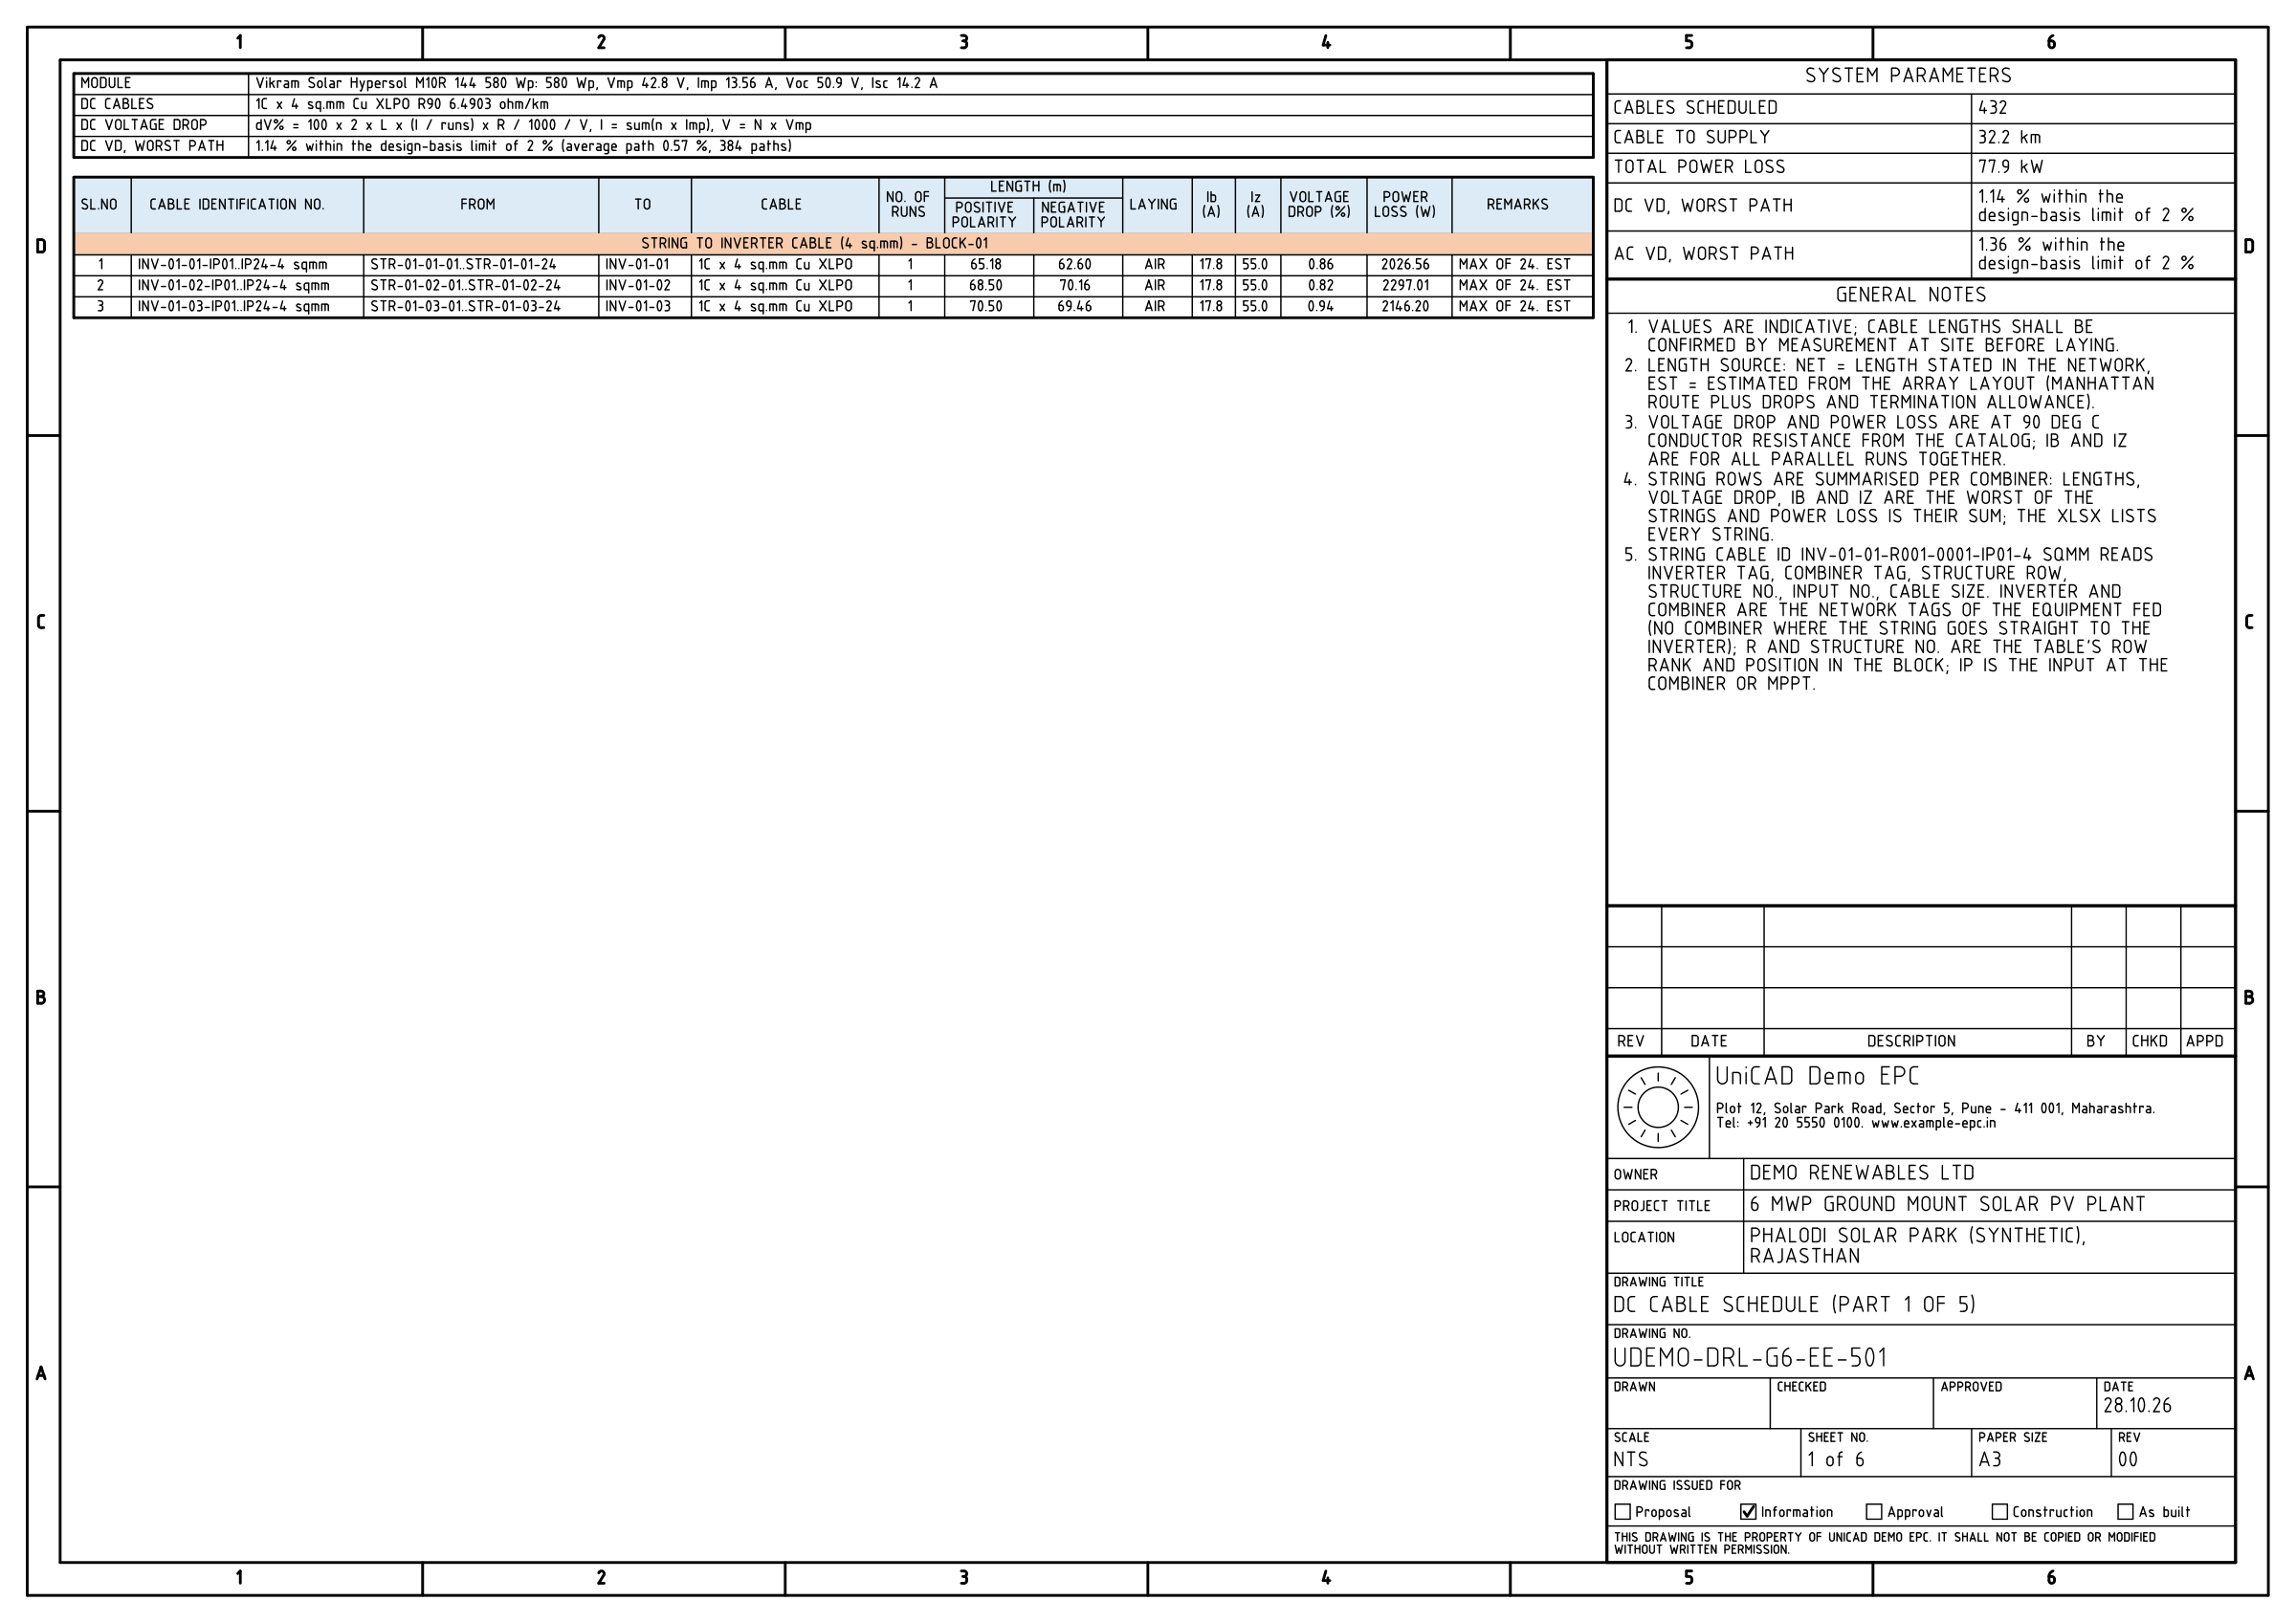 1 2 3 4 5 6
MODULE Vikram Solar Hypersol M10R 144 580 Wp: 580 Wp, Vmp 42.8 V, Imp 13.56 A, Voc 50.9 V, Isc 14.2 A
DC CABLES 1C x 4 sq.mm Cu XLPO R90 6.4903 ohm/km
DC VOLTAGE DROP dV% = 100 x 2 x L x (I / runs) x R / 1000 / V, I = sum(n x Imp), V = N x Vmp
DC VD, WORST PATH 1.14 % within the design-basis limit of 2 % (average path 0.57 %, 384 paths)
SL.NO CABLE IDENTIFICATION NO. FROM TO CABLE NO. OF RUNS LENGTH (m) POSITIVE POLARITY NEGATIVE POLARITY LAYING Ib (A) Iz (A) VOLTAGE DROP (%) POWER LOSS (W) REMARKS
STRING TO INVERTER CABLE (4 sq.mm) - BLOCK-01
1 INV-01-01-IP01..IP24-4 sqmm STR-01-01-01..STR-01-01-24 INV-01-01 1C x 4 sq.mm Cu XLPO 1 65.18 62.60 AIR 17.8 55.0 0.86 2026.56 MAX OF 24. EST
2 INV-01-02-IP01..IP24-4 sqmm STR-01-02-01..STR-01-02-24 INV-01-02 1C x 4 sq.mm Cu XLPO 1 68.50 70.16 AIR 17.8 55.0 0.82 2297.01 MAX OF 24. EST
3 INV-01-03-IP01..IP24-4 sqmm STR-01-03-01..STR-01-03-24 INV-01-03 1C x 4 sq.mm Cu XLPO 1 70.50 69.46 AIR 17.8 55.0 0.94 2146.20 MAX OF 24. EST
SYSTEM PARAMETERS
CABLES SCHEDULED 432
CABLE TO SUPPLY 32.2 km
TOTAL POWER LOSS 77.9 kW
DC VD, WORST PATH 1.14 % within the
design-basis limit of 2 %
AC VD, WORST PATH 1.36 % within the
design-basis limit of 2 %
GENERAL NOTES
1. VALUES ARE INDICATIVE; CABLE LENGTHS SHALL BE
CONFIRMED BY MEASUREMENT AT SITE BEFORE LAYING.
2. LENGTH SOURCE: NET = LENGTH STATED IN THE NETWORK,
EST = ESTIMATED FROM THE ARRAY LAYOUT (MANHATTAN
ROUTE PLUS DROPS AND TERMINATION ALLOWANCE).
3. VOLTAGE DROP AND POWER LOSS ARE AT 90 DEG C
CONDUCTOR RESISTANCE FROM THE CATALOG; IB AND IZ
ARE FOR ALL PARALLEL RUNS TOGETHER.
4. STRING ROWS ARE SUMMARISED PER COMBINER: LENGTHS,
VOLTAGE DROP, IB AND IZ ARE THE WORST OF THE
STRINGS AND POWER LOSS IS THEIR SUM; THE XLSX LISTS
EVERY STRING.
5. STRING CABLE ID INV-01-01-R001-0001-IP01-4 SQMM READS
INVERTER TAG, COMBINER TAG, STRUCTURE ROW,
STRUCTURE NO., INPUT NO., CABLE SIZE. INVERTER AND
COMBINER ARE THE NETWORK TAGS OF THE EQUIPMENT FED
(NO COMBINER WHERE THE STRING GOES STRAIGHT TO THE
INVERTER); R AND STRUCTURE NO. ARE THE TABLE'S ROW
RANK AND POSITION IN THE BLOCK; IP IS THE INPUT AT THE
COMBINER OR MPPT.
D D
C C
B B
A A
REV DATE DESCRIPTION BY CHKD APPD
UniCAD Demo EPC
Plot 12, Solar Park Road, Sector 5, Pune - 411 001, Maharashtra.
Tel: +91 20 5550 0100. www.example-epc.in
OWNER DEMO RENEWABLES LTD
PROJECT TITLE 6 MWP GROUND MOUNT SOLAR PV PLANT
LOCATION PHALODI SOLAR PARK (SYNTHETIC),
RAJASTHAN
DRAWING TITLE
DC CABLE SCHEDULE (PART 1 OF 5)
DRAWING NO.
UDEMO-DRL-G6-EE-501
DRAWN CHECKED APPROVED DATE
28.10.26
SCALE SHEET NO. PAPER SIZE REV
NTS 1 of 6 A3 00
DRAWING ISSUED FOR
Proposal Information Approval Construction As built
THIS DRAWING IS THE PROPERTY OF UNICAD DEMO EPC. IT SHALL NOT BE COPIED OR MODIFIED
WITHOUT WRITTEN PERMISSION.
1 2 3 4 5 6